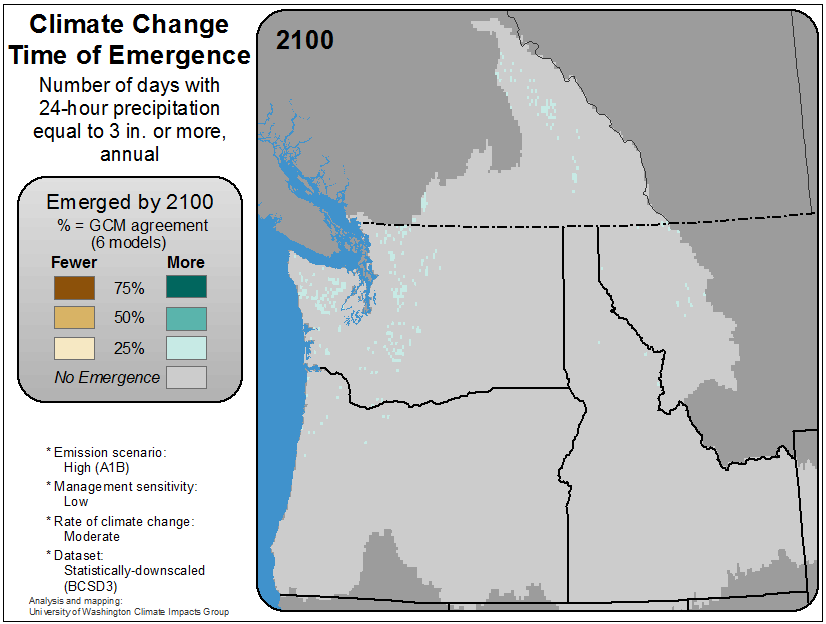 Climate Change
Time of Emergence
Number of days with
24-hour precipitation
equal to 3 in. or more,
annual
Emerged by 2100
% = GCM agreement
(6 models)
Fewer More
75%
50%
25%
No Emergence
* Emission scenario:
High (A1B)
* Management sensitivity:
Low
* Rate of climate change:
Moderate
* Dataset:
Statistically-downscaled
(BCSD3)
Analysis and mapping:
University of Washington Climate Impacts Group
2100